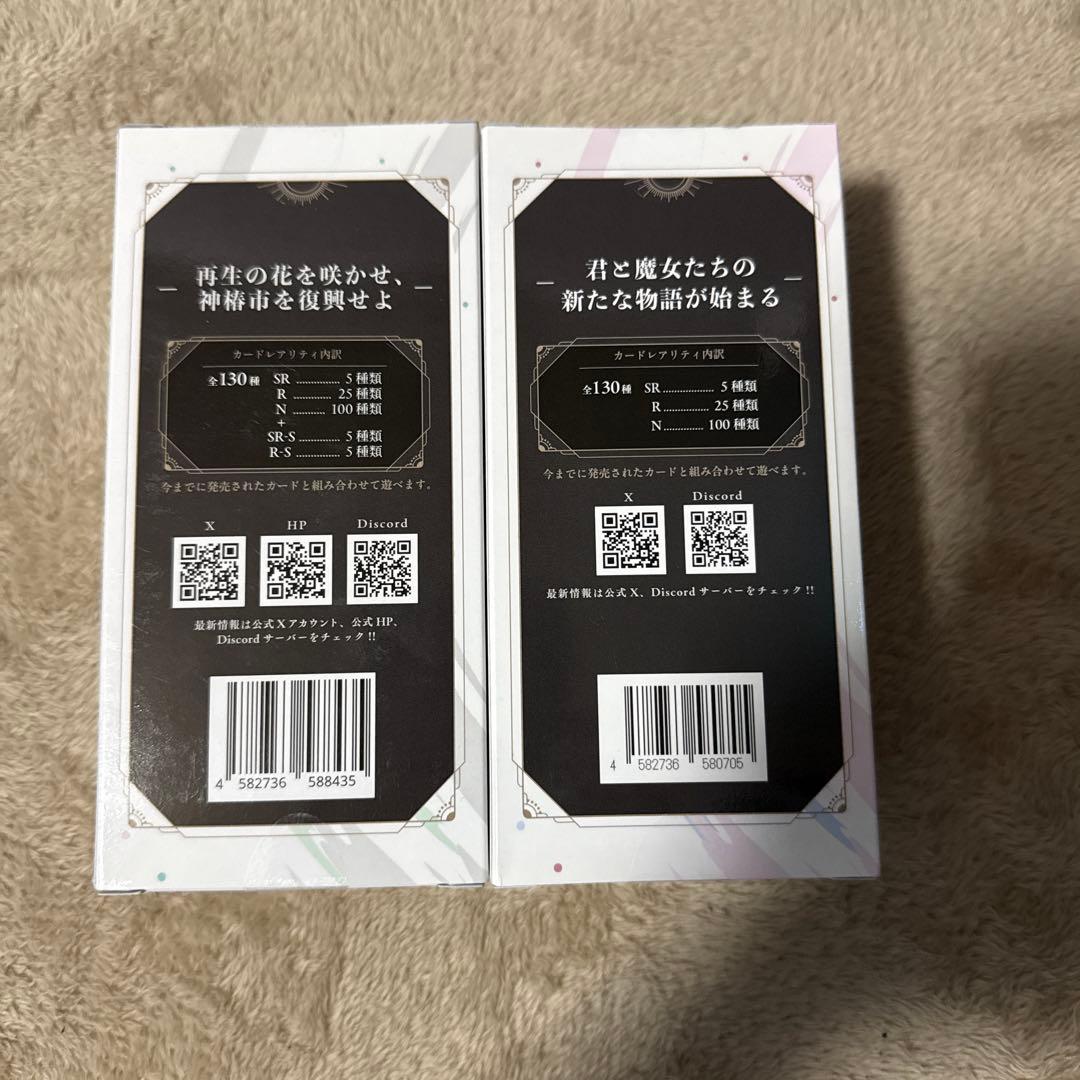 再生の花を咲かせ、
神椿市を復興せよ
カードレアリティ内訳
全130種 SR .............. 5種類
R ............ 25種類
N .......... 100種類
+
SR-S ............. 5種類
R-S .............. 5種類
今までに発売されたカードと組み合わせて遊べます。
X HP Discord
最新情報は公式Xアカウント、公式HP、
Discordサーバーをチェック!!
4 582736 588435
君と魔女たちの
新たな物語が始まる
カードレアリティ内訳
全130種 SR ................ 5種類
R .............. 25種類
N ............. 100種類
今までに発売されたカードと組み合わせて遊べます。
X Discord
最新情報は公式X、Discordサーバーをチェック!!
4 582736 580705